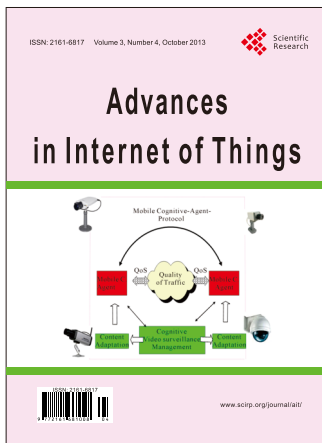 ISSN: 2161-6817 Volume 3, Number 4, October 2013
Scientific
Research
Advances
in Internet of Things
Mobile Cognitive-Agent-
Protocol
QoS
Quality
of Traffic
QoS
Content
Adaptation
Cognitive
Video surveillance
Management
Content
Adaptation
ISSN: 2161-6817
04
www.scirp.org/journal/ait/